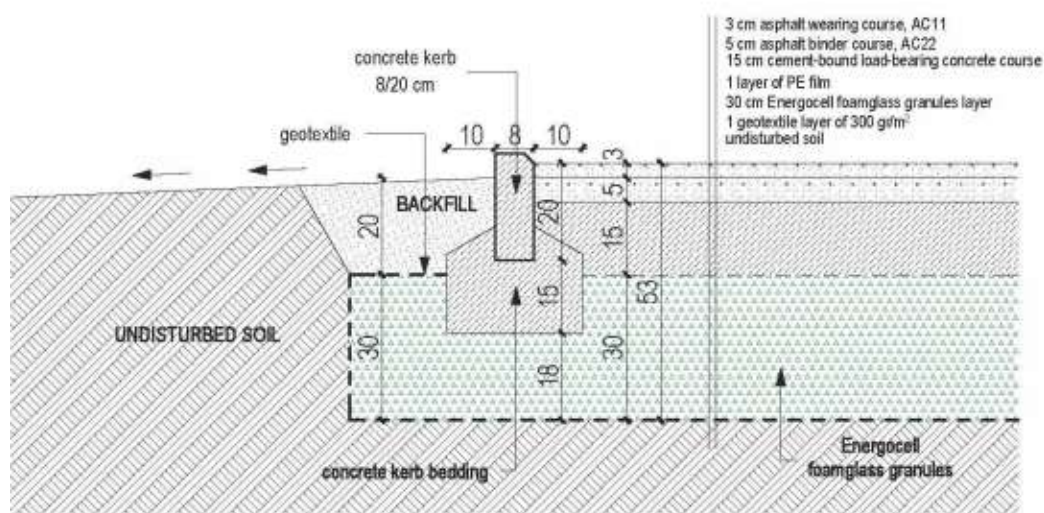 3 cm asphalt wearing course, AC11
5 cm asphalt binder course, AC22
15 cm cement-bound load-bearing concrete course
1 layer of PE film
30 cm Energocell foamglass granules layer
1 geotextile layer of 300 gr/m²
undisturbed soil
concrete kerb
8/20 cm
geotextile
10 8 10
3
5
BACKFILL
20
20
15
53
UNDISTURBED SOIL
30
15
30
18
concrete kerb bedding
Energocell
foamglass granules